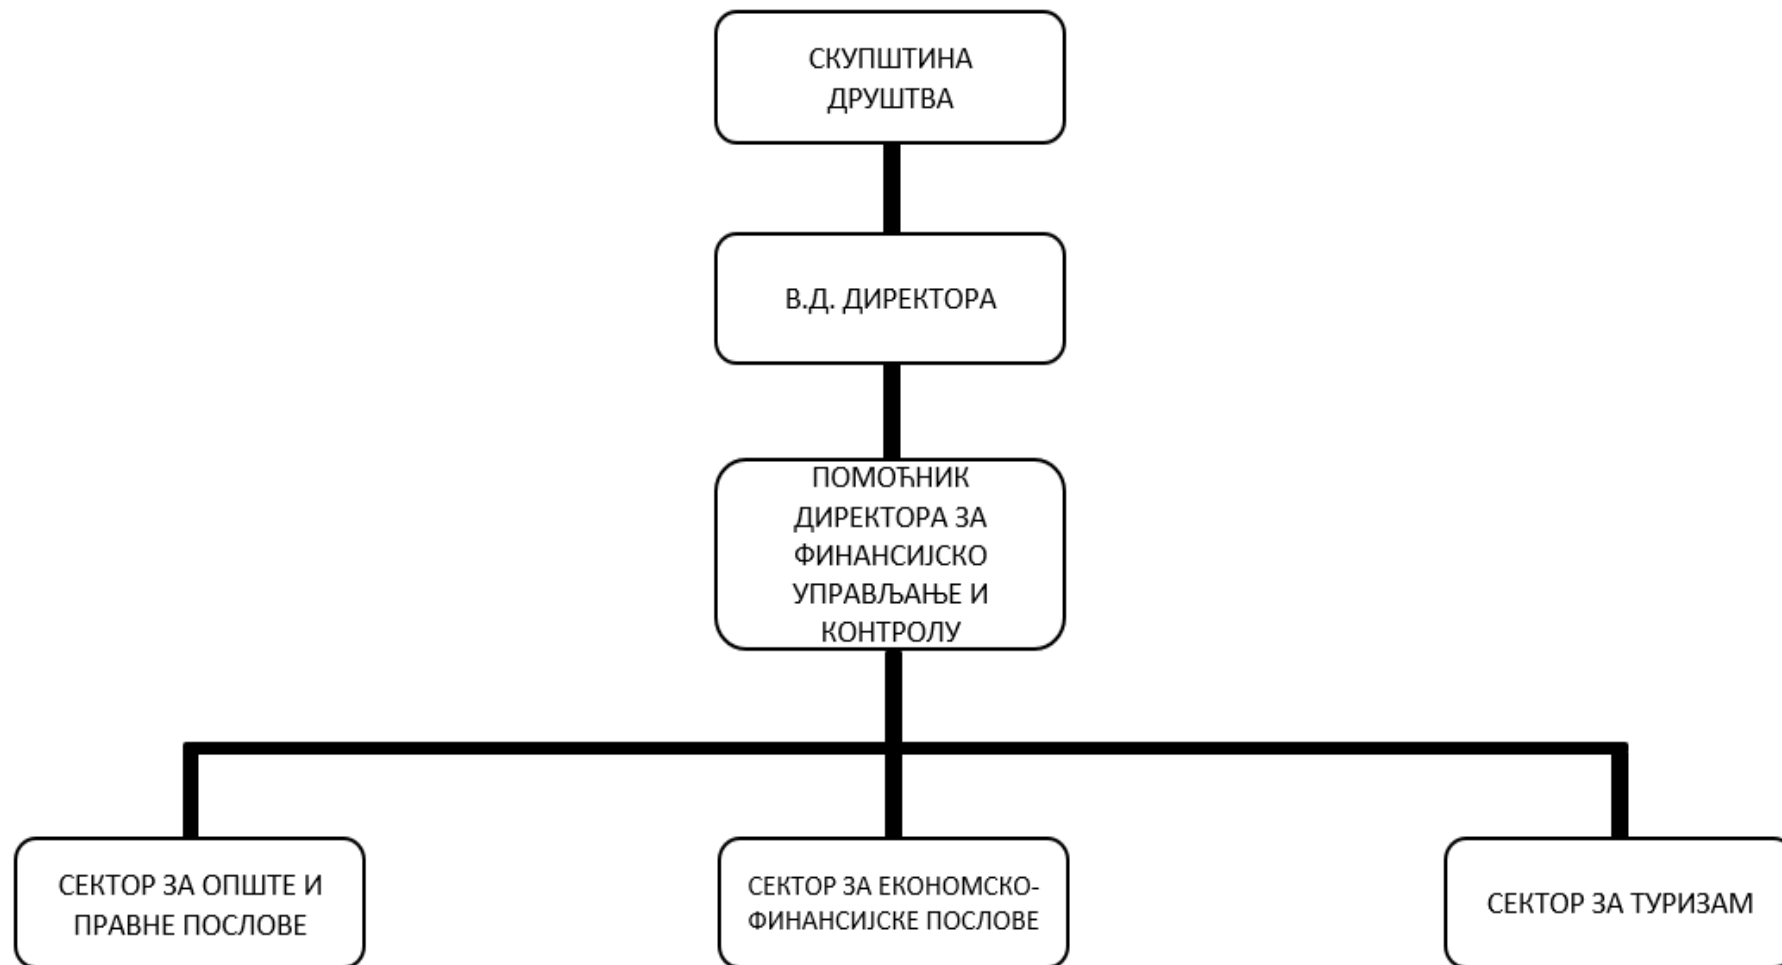 СКУПШТИНА
ДРУШТВА
В.Д. ДИРЕКТОРА
ПОМОЋНИК
ДИРЕКТОРА ЗА
ФИНАНСИЈСКО
УПРАВЉАЊЕ И
КОНТРОЛУ
СЕКТОР ЗА ОПШТЕ И
ПРАВНЕ ПОСЛОВЕ
СЕКТОР ЗА ЕКОНОМСКО-
ФИНАНСИЈСКЕ ПОСЛОВЕ
СЕКТОР ЗА ТУРИЗАМ